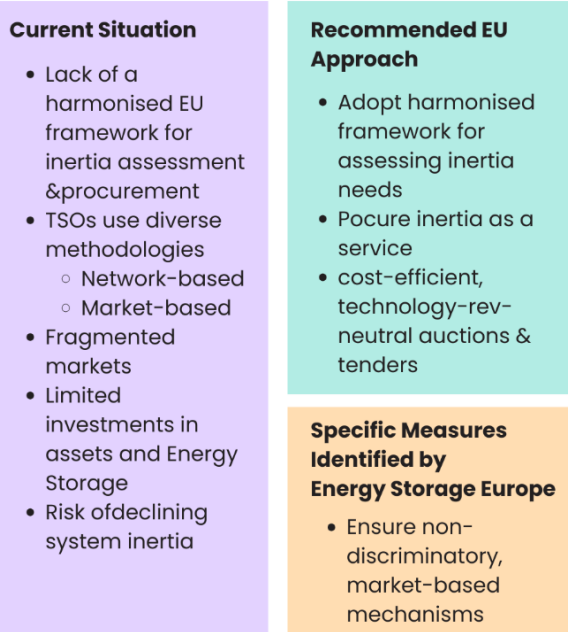 Current Situation
Lack of a
harmonised EU
framework for
inertia assessment
&procurement
TSOs use diverse
methodologies
Network-based
Market-based
Fragmented
markets
Limited
investments in
assets and Energy
Storage
Risk ofdeclining
system inertia
Recommended EU
Approach
Adopt harmonised
framework for
assessing inertia
needs
Pocure inertia as a
service
cost-efficient,
technology-rev-
neutral auctions &
tenders
Specific Measures
Identified by
Energy Storage Europe
Ensure non-
discriminatory,
market-based
mechanisms